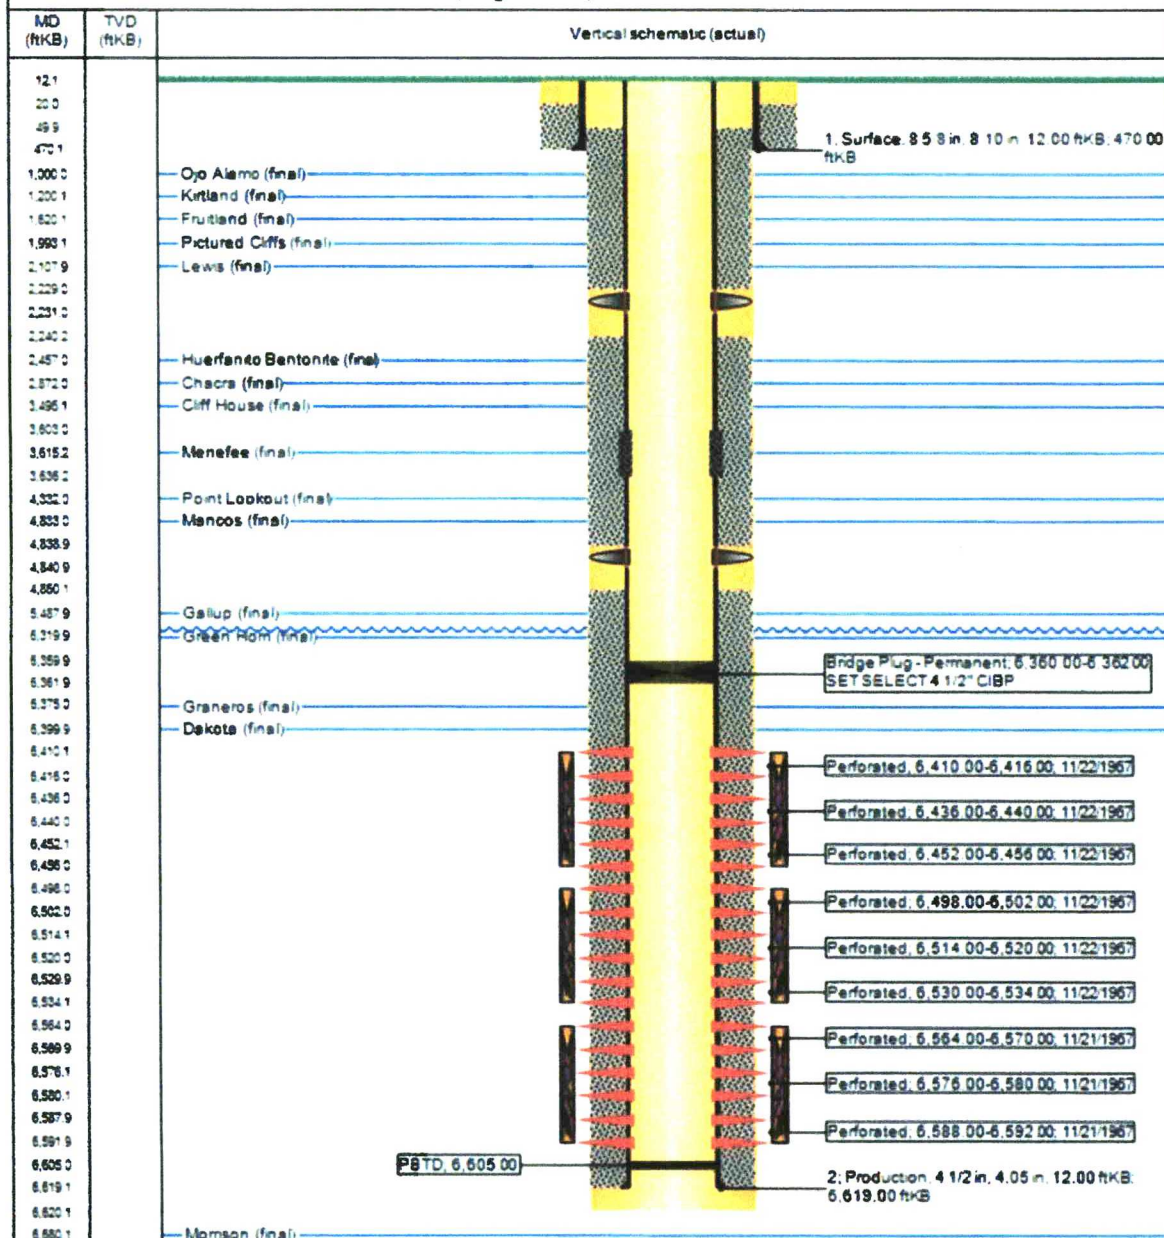 MD
(ftKB)
TVD
(ftKB)
Vertical schematic (actual)
12.1
20.0
49.9
470.1
1, Surface, 8 5/8 in, 8.10 in, 12.00 ftKB, 470.00
ftKB
1,000.0
Ojo Alamo (final)
1,200.1
Kirtland (final)
1,620.1
Fruitland (final)
1,993.1
Pictured Cliffs (final)
2,107.9
Lewis (final)
2,229.0
2,231.0
2,240.2
2,457.0
Huerfanito Bentonite (final)
2,872.0
Chacra (final)
3,495.1
Cliff House (final)
3,603.0
3,615.2
Menefee (final)
3,636.2
4,332.0
Point Lookout (final)
4,833.0
Mancos (final)
4,838.9
4,840.9
4,860.1
5,487.9
Gallup (final)
6,319.9
Green Horn (final)
6,359.9
Bridge Plug - Permanent, 6,360.00-6,362.00
SET SELECT 4 1/2" CIBP
6,361.9
6,375.0
Graneros (final)
6,399.9
Dakota (final)
6,410.1
Perforated, 6,410.00-6,416.00, 11/22/1967
6,416.0
6,436.0
Perforated, 6,436.00-6,440.00, 11/22/1967
6,440.0
6,452.1
Perforated, 6,452.00-6,456.00, 11/22/1967
6,456.0
6,498.0
Perforated, 6,498.00-6,502.00, 11/22/1967
6,502.0
6,514.1
Perforated, 6,514.00-6,520.00, 11/22/1967
6,520.0
6,529.9
Perforated, 6,530.00-6,534.00, 11/22/1967
6,534.1
6,564.0
Perforated, 6,564.00-6,570.00, 11/21/1967
6,569.9
6,576.1
Perforated, 6,576.00-6,580.00, 11/21/1967
6,580.1
6,587.9
Perforated, 6,588.00-6,592.00, 11/21/1967
6,591.9
6,605.0
PBTD, 6,605.00
6,619.1
2; Production, 4 1/2 in, 4.05 in, 12.00 ftKB,
6,619.00 ftKB
6,620.1
6,680.1
Morrison (final)